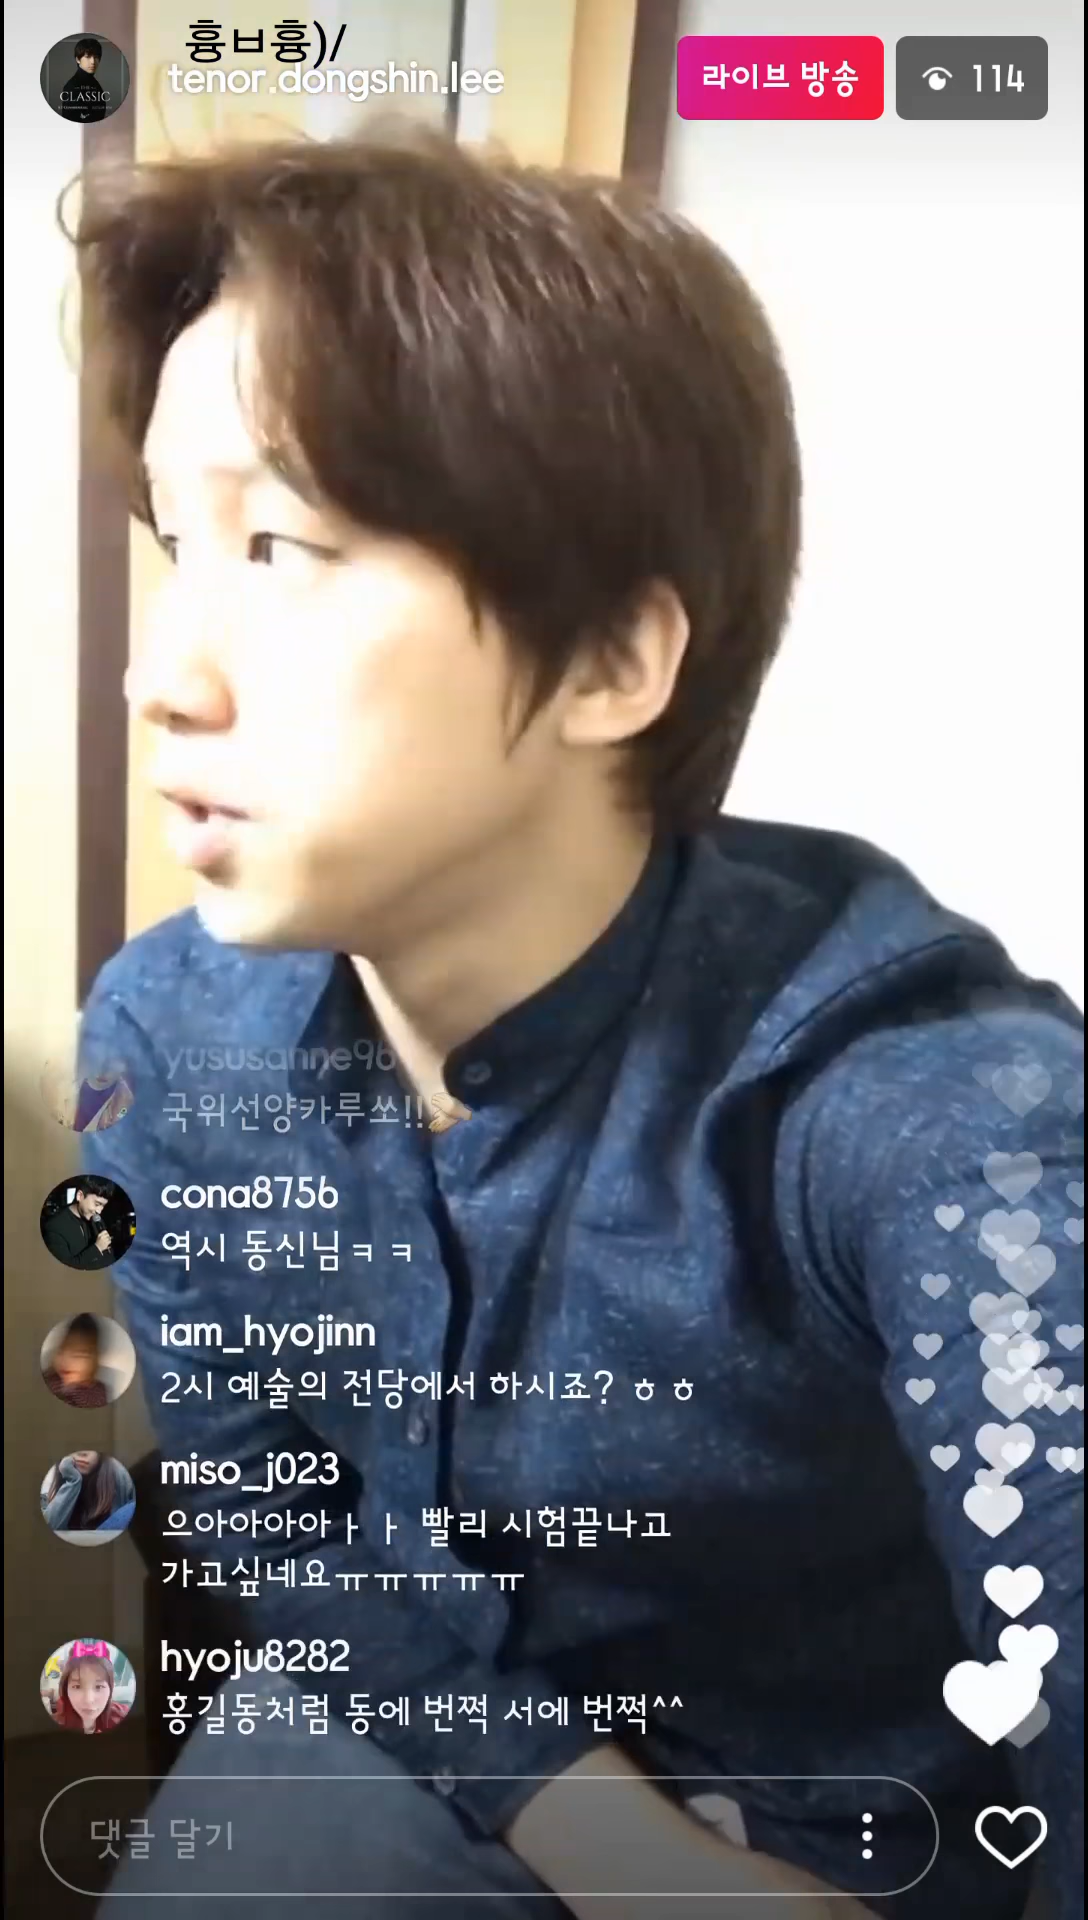 흉ㅂ흉)/
tenor.dongshin.lee
라이브 방송
114
CLASSIC
yususanne96
국위선양카루쏘!!
cona8756
역시 동신님ㅋㅋ
iam_hyojinn
2시 예술의 전당에서 하시죠? ㅎㅎ
miso_j023
으아아아아ㅏㅏ 빨리 시험끝나고
가고싶네요ㅠㅠㅠㅠㅠ
hyoju8282
홍길동처럼 동에 번쩍 서에 번쩍^^
댓글 달기